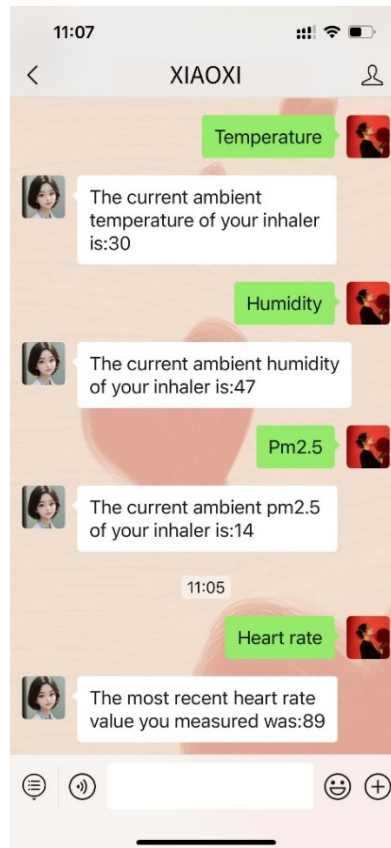 11:07
XIAOXI
Temperature
The current ambient
temperature of your inhaler
is:30
Humidity
The current ambient humidity
of your inhaler is:47
Pm2.5
The current ambient pm2.5
of your inhaler is:14
11:05
Heart rate
The most recent heart rate
value you measured was:89